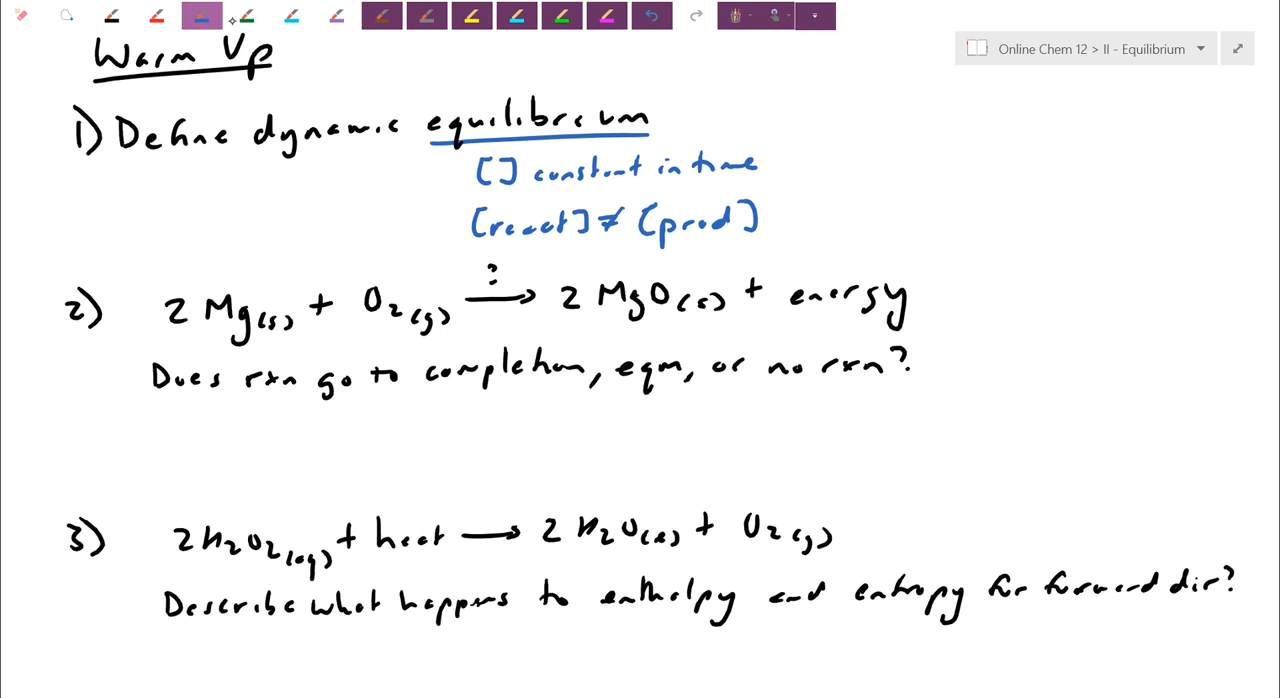 Online Chem 12 > II - Equilibrium
Warm Up
1) Define dynamic equilibrium
[] constant in time
[react] ≠ [prod]
?
2) 2 Mg(s) + O2(g) → 2 MgO(s) + energy
Does rxn go to completion, eqm, or no rxn?
3) 2H2O2(aq) + heat → 2 H2O(l) + O2(g)
Describe what happens to enthalpy and entropy for forward dir?